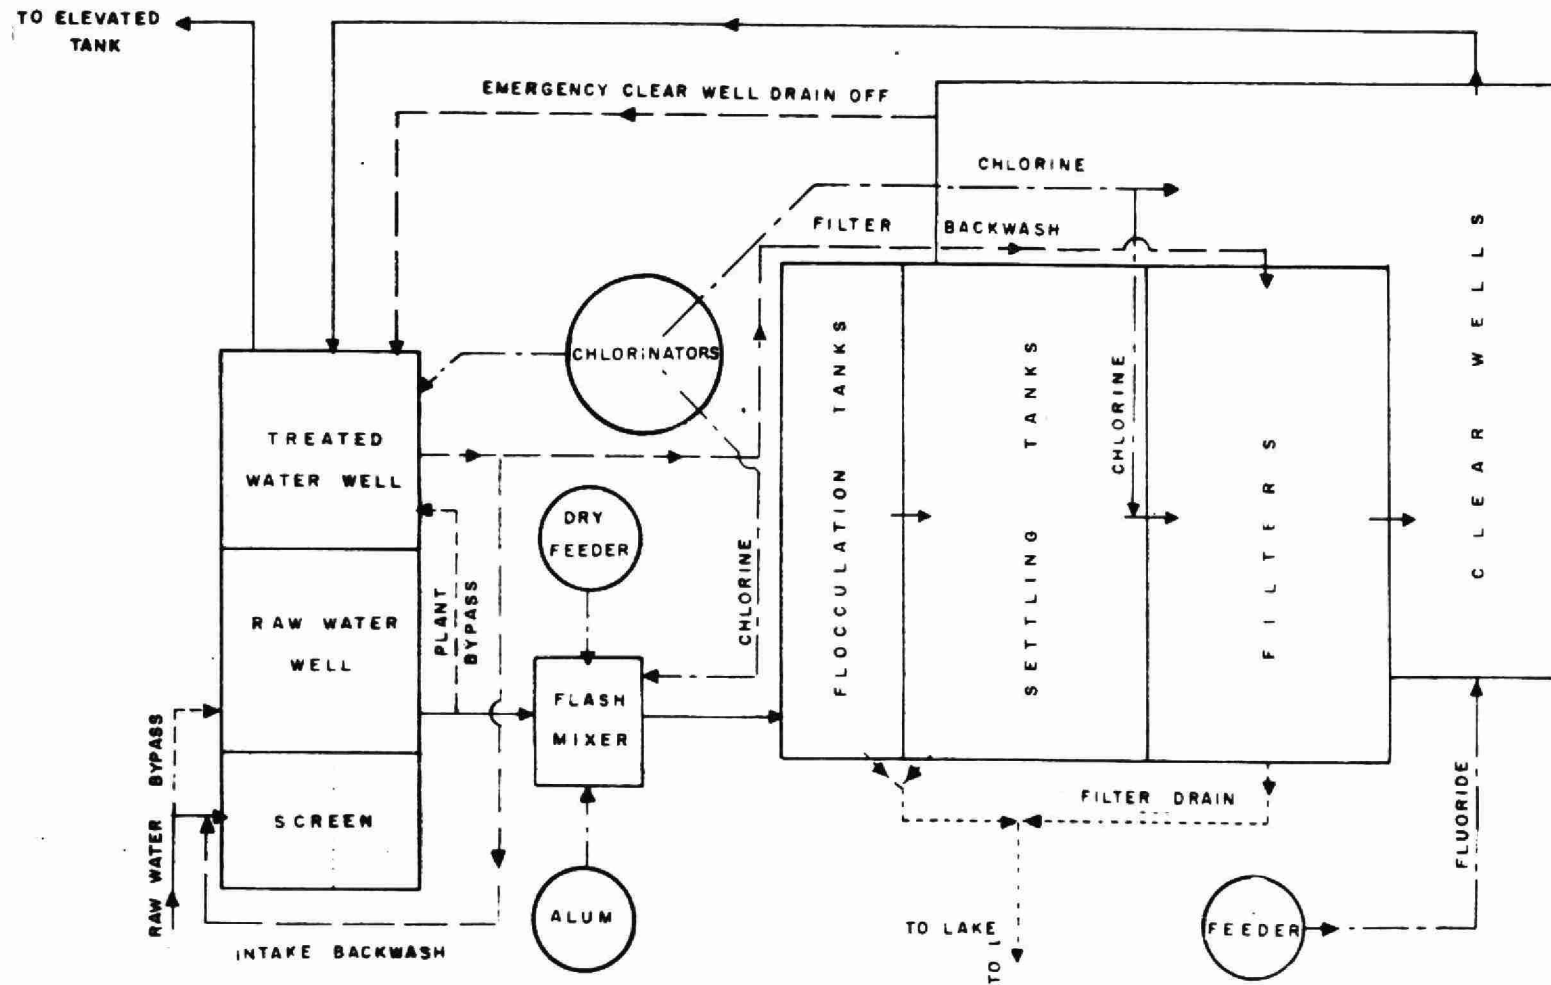 TO ELEVATED
TANK
EMERGENCY CLEAR WELL DRAIN OFF
CHLORINE
FILTER BACKWASH
CHLORINATORS
TREATED
WATER WELL
DRY
FEEDER
RAW WATER
WELL
PLANT
BYPASS
CHLORINE
FLASH
MIXER
FLOCCULATION TANKS
SETTLING TANKS
CHLORINE
FILTERS
CLEAR WELLS
RAW WATER BYPASS
SCREEN
INTAKE BACKWASH
ALUM
FILTER DRAIN
TO LAKE
TO L
FEEDER
FLUORIDE